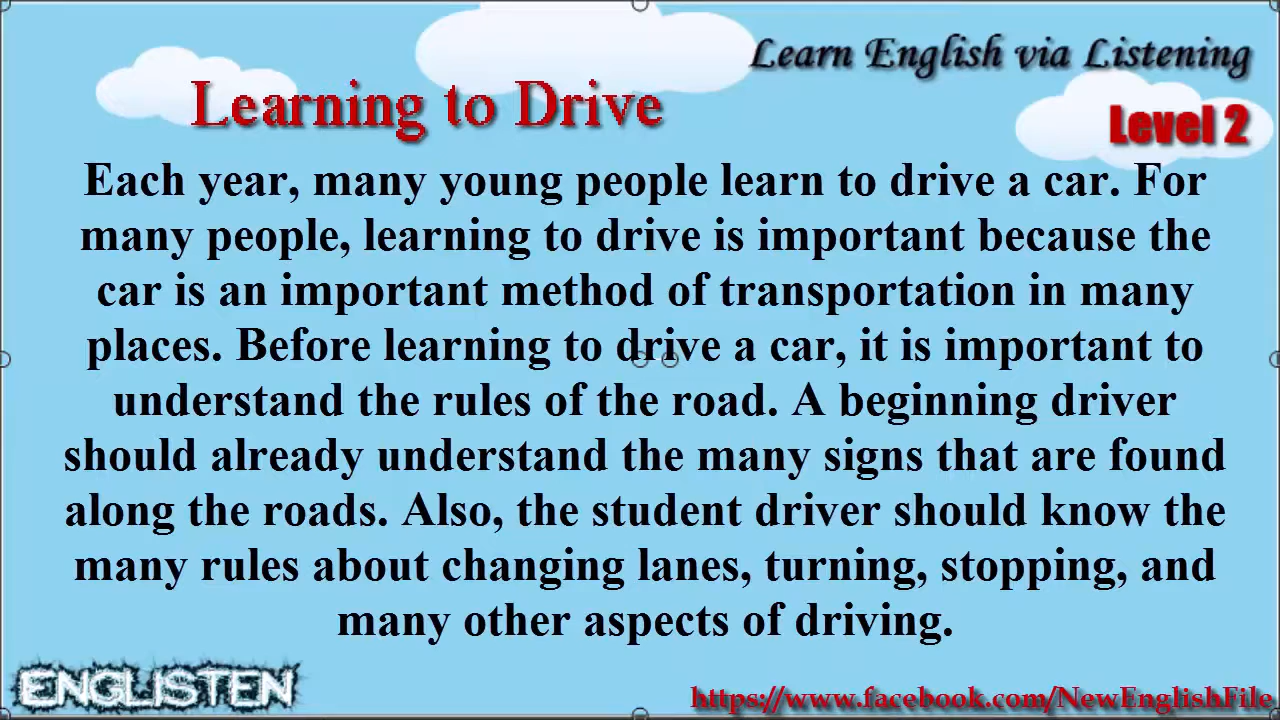 Learn English via Listening
Learning to Drive
Level 2
Each year, many young people learn to drive a car. For
many people, learning to drive is important because the
car is an important method of transportation in many
places. Before learning to drive a car, it is important to
understand the rules of the road. A beginning driver
should already understand the many signs that are found
along the roads. Also, the student driver should know the
many rules about changing lanes, turning, stopping, and
many other aspects of driving.
ENGLISTEN
https://www.facebook.com/NewEnglishFile